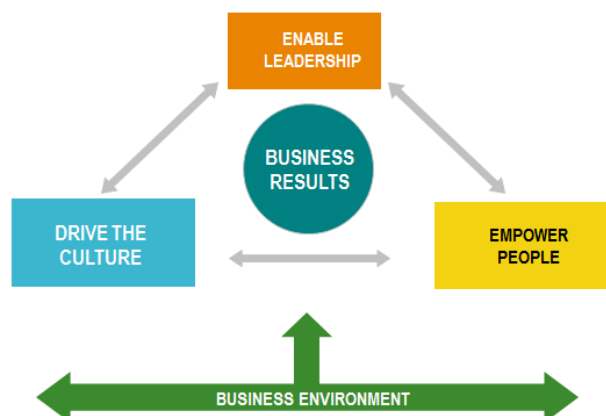 ENABLE
LEADERSHIP
BUSINESS
RESULTS
DRIVE THE
CULTURE
EMPOWER
PEOPLE
BUSINESS ENVIRONMENT